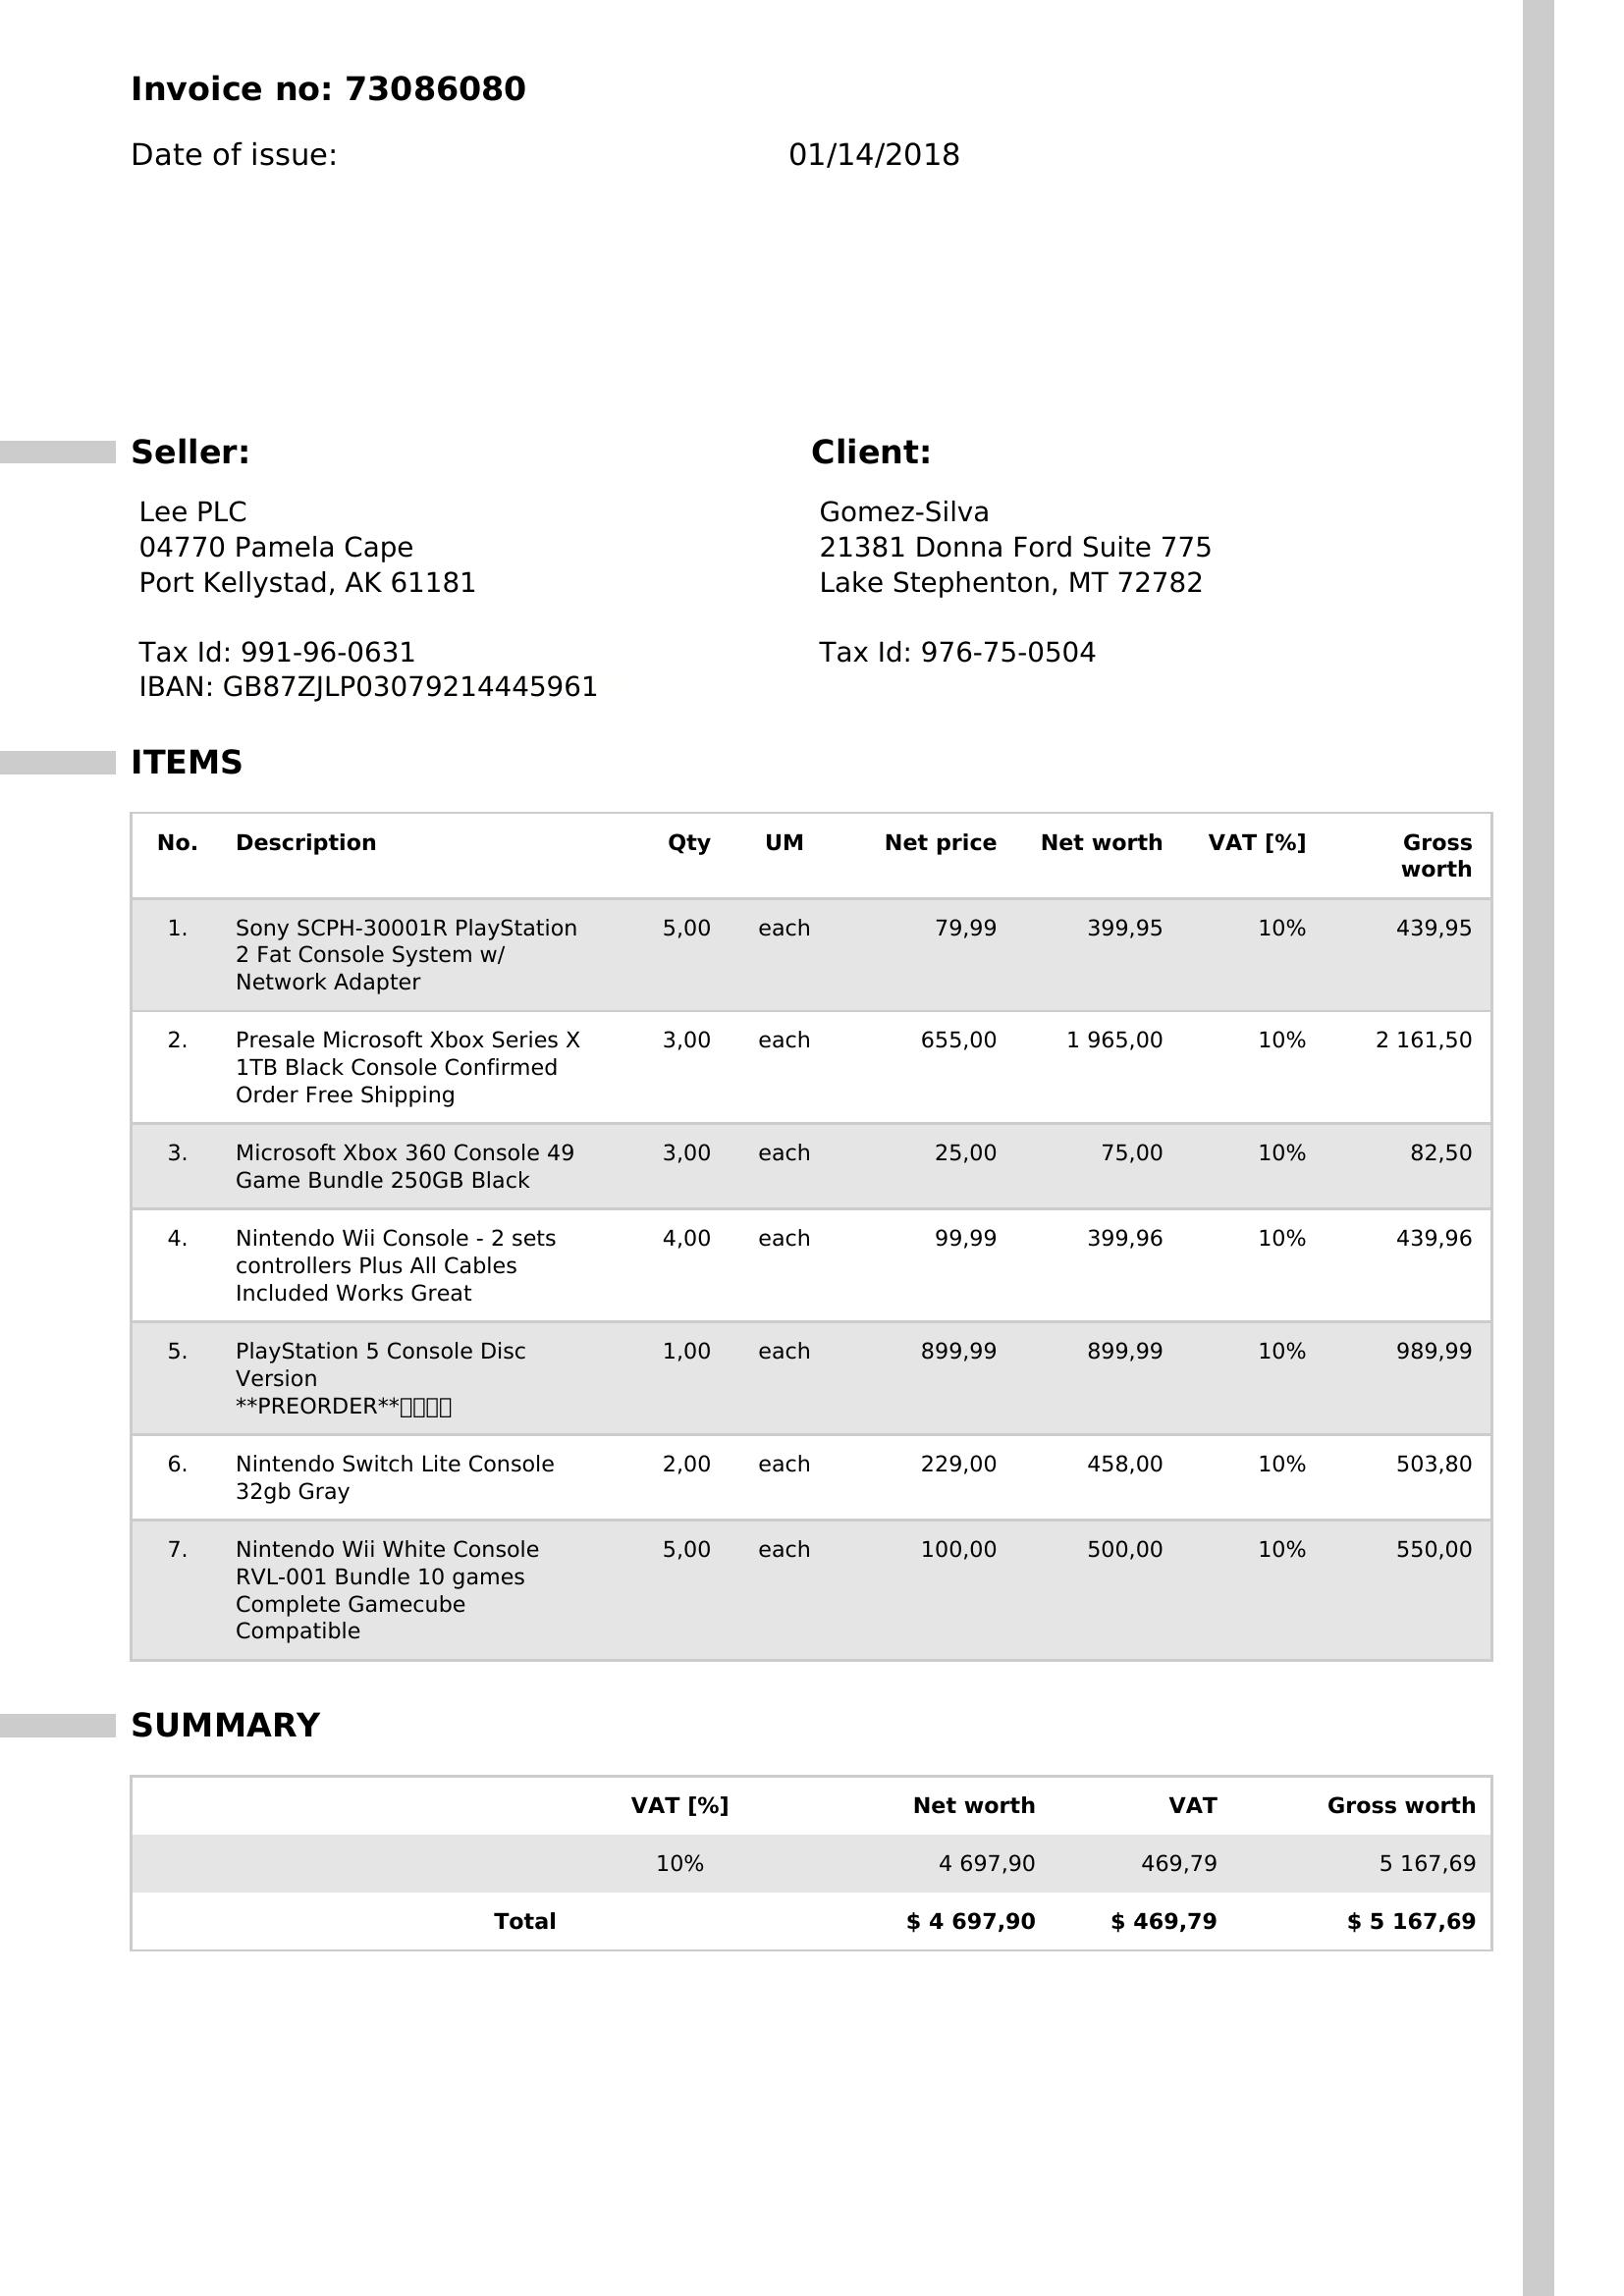 Invoice no: 73086080
Date of issue: 01/14/2018
Seller:
Lee PLC
04770 Pamela Cape
Port Kellystad, AK 61181
Tax Id: 991-96-0631
IBAN: GB87ZJLP03079214445961
Client:
Gomez-Silva
21381 Donna Ford Suite 775
Lake Stephenton, MT 72782
Tax Id: 976-75-0504
ITEMS
No. Description Qty UM Net price Net worth VAT [%] Gross
worth
1. Sony SCPH-30001R PlayStation 5,00 each 79,99 399,95 10% 439,95
2 Fat Console System w/
Network Adapter
2. Presale Microsoft Xbox Series X 3,00 each 655,00 1 965,00 10% 2 161,50
1TB Black Console Confirmed
Order Free Shipping
3. Microsoft Xbox 360 Console 49 3,00 each 25,00 75,00 10% 82,50
Game Bundle 250GB Black
4. Nintendo Wii Console - 2 sets 4,00 each 99,99 399,96 10% 439,96
controllers Plus All Cables
Included Works Great
5. PlayStation 5 Console Disc 1,00 each 899,99 899,99 10% 989,99
Version
**PREORDER**
6. Nintendo Switch Lite Console 2,00 each 229,00 458,00 10% 503,80
32gb Gray
7. Nintendo Wii White Console 5,00 each 100,00 500,00 10% 550,00
RVL-001 Bundle 10 games
Complete Gamecube
Compatible
SUMMARY
VAT [%] Net worth VAT Gross worth
10% 4 697,90 469,79 5 167,69
Total $ 4 697,90 $ 469,79 $ 5 167,69